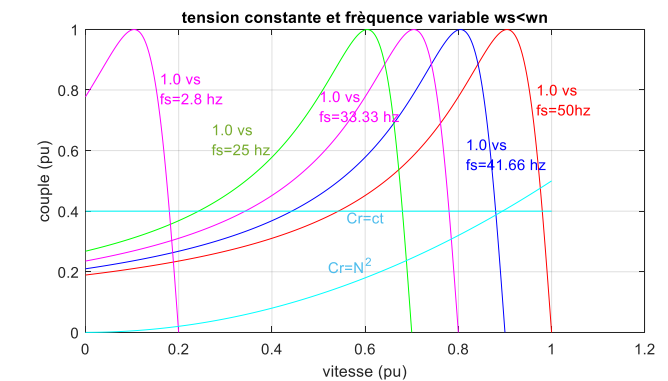 tension constante et frèquence variable ws<wn
1.0 vs
fs=2.8 hz
1.0 vs
fs=25 hz
1.0 vs
fs=33.33 hz
1.0 vs
fs=41.66 hz
1.0 vs
fs=50hz
Cr=ct
Cr=N²
couple (pu)
1
0.8
0.6
0.4
0.2
0
0
0.2
0.4
0.6
0.8
1
1.2
vitesse (pu)